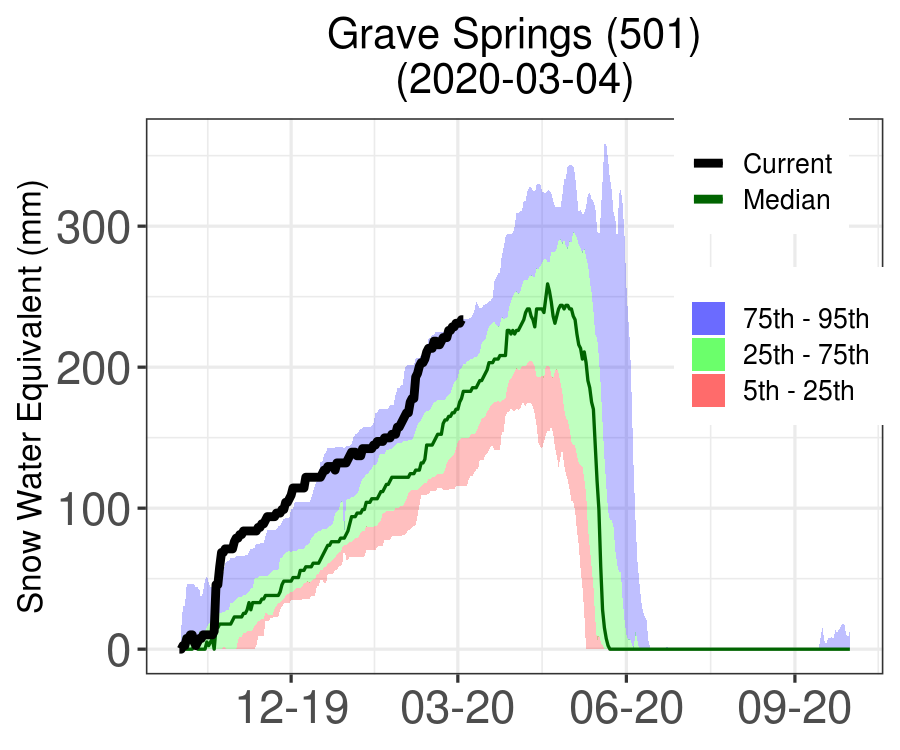 Grave Springs (501)
(2020-03-04)
Snow Water Equivalent (mm)
300
200
100
0
12-19
03-20
06-20
09-20
Current
Median
75th - 95th
25th - 75th
5th - 25th